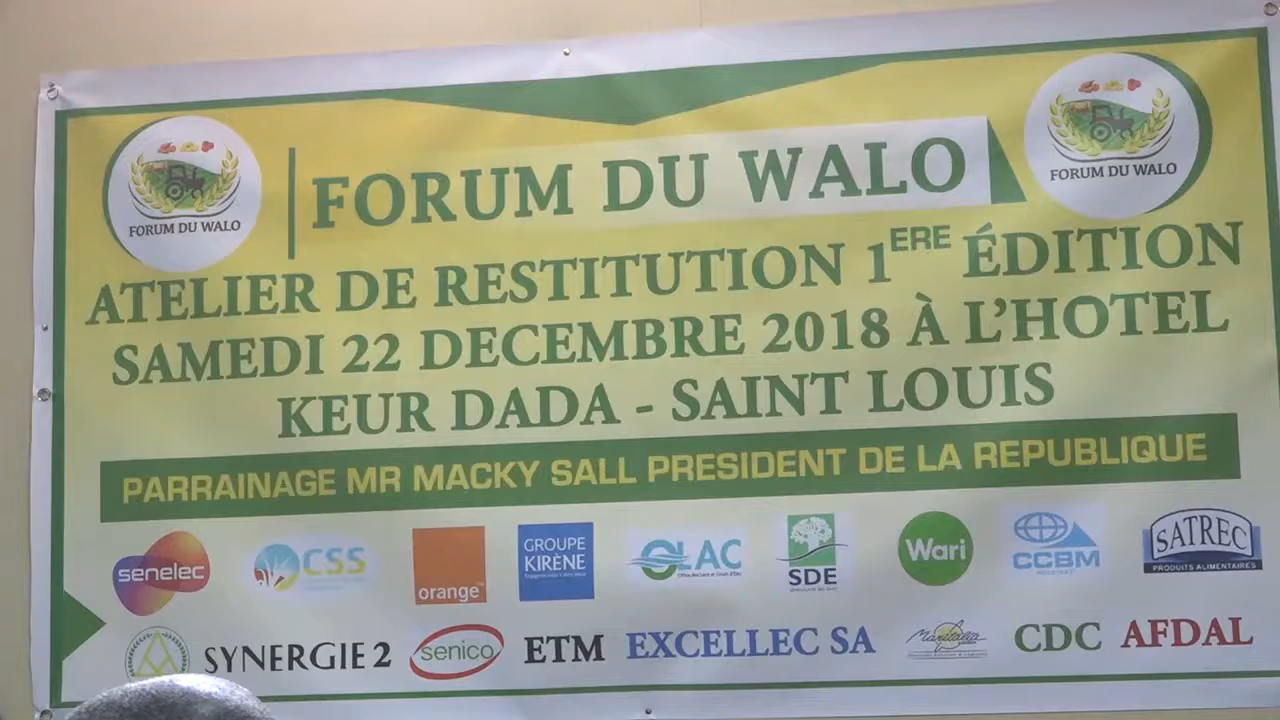 FORUM DU WALO
FORUM DU WALO
FORUM DU WALO
ATELIER DE RESTITUTION 1ERE ÉDITION
SAMEDI 22 DECEMBRE 2018 À L'HOTEL
KEUR DADA - SAINT LOUIS
PARRAINAGE MR MACKY SALL PRESIDENT DE LA REPUBLIQUE
senelec
CSS
orange
GROUPE
KIRÈNE
OLAC
SDE
Wari
CCBM
SATREC
PRODUITS ALIMENTAIRES
SYNERGIE 2
senico
ETM
EXCELLEC SA
CDC
AFDAL